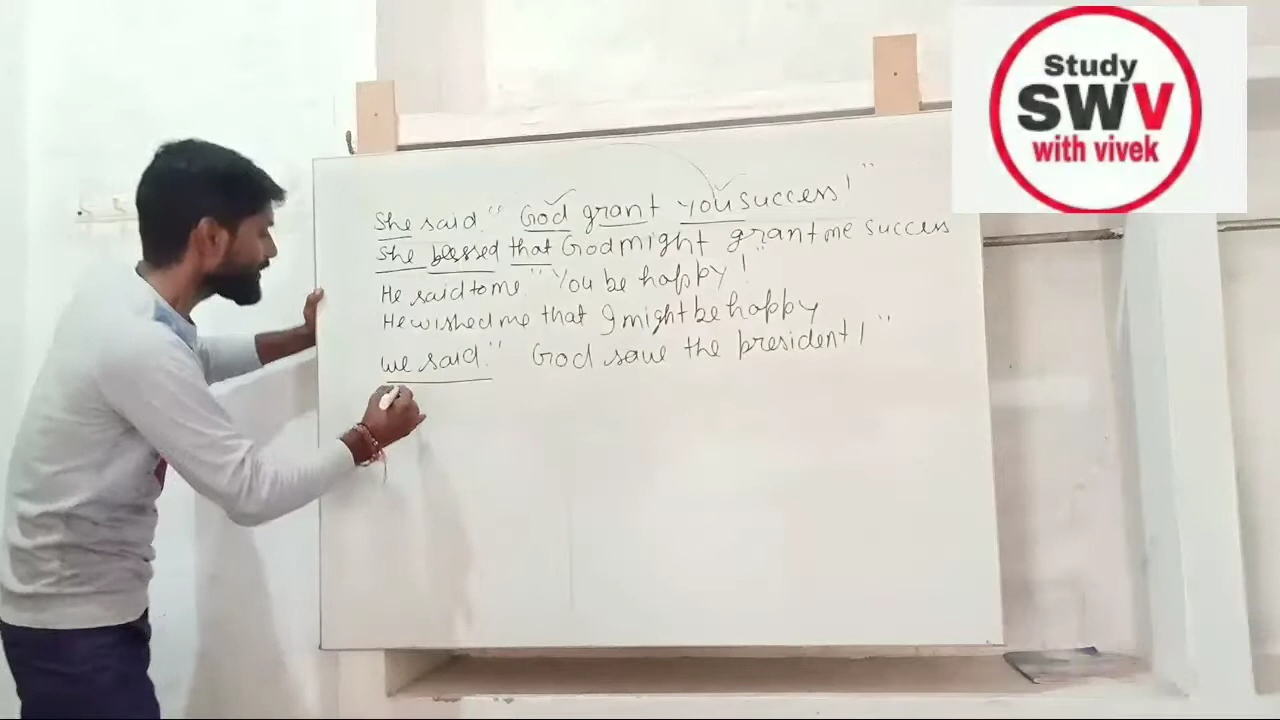 Study
SWV
with vivek
She said " God grant you success! "
She blessed that God might grant me success
He said to me " You be happy ! "
He wished me that I might be happy
We said " God save the president ! "